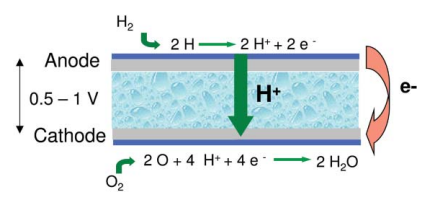 H₂
2 H → 2 H⁺ + 2 e⁻
Anode
0.5 – 1 V
H⁺
e-
Cathode
2 O + 4 H⁺ + 4 e⁻ → 2 H₂O
O₂